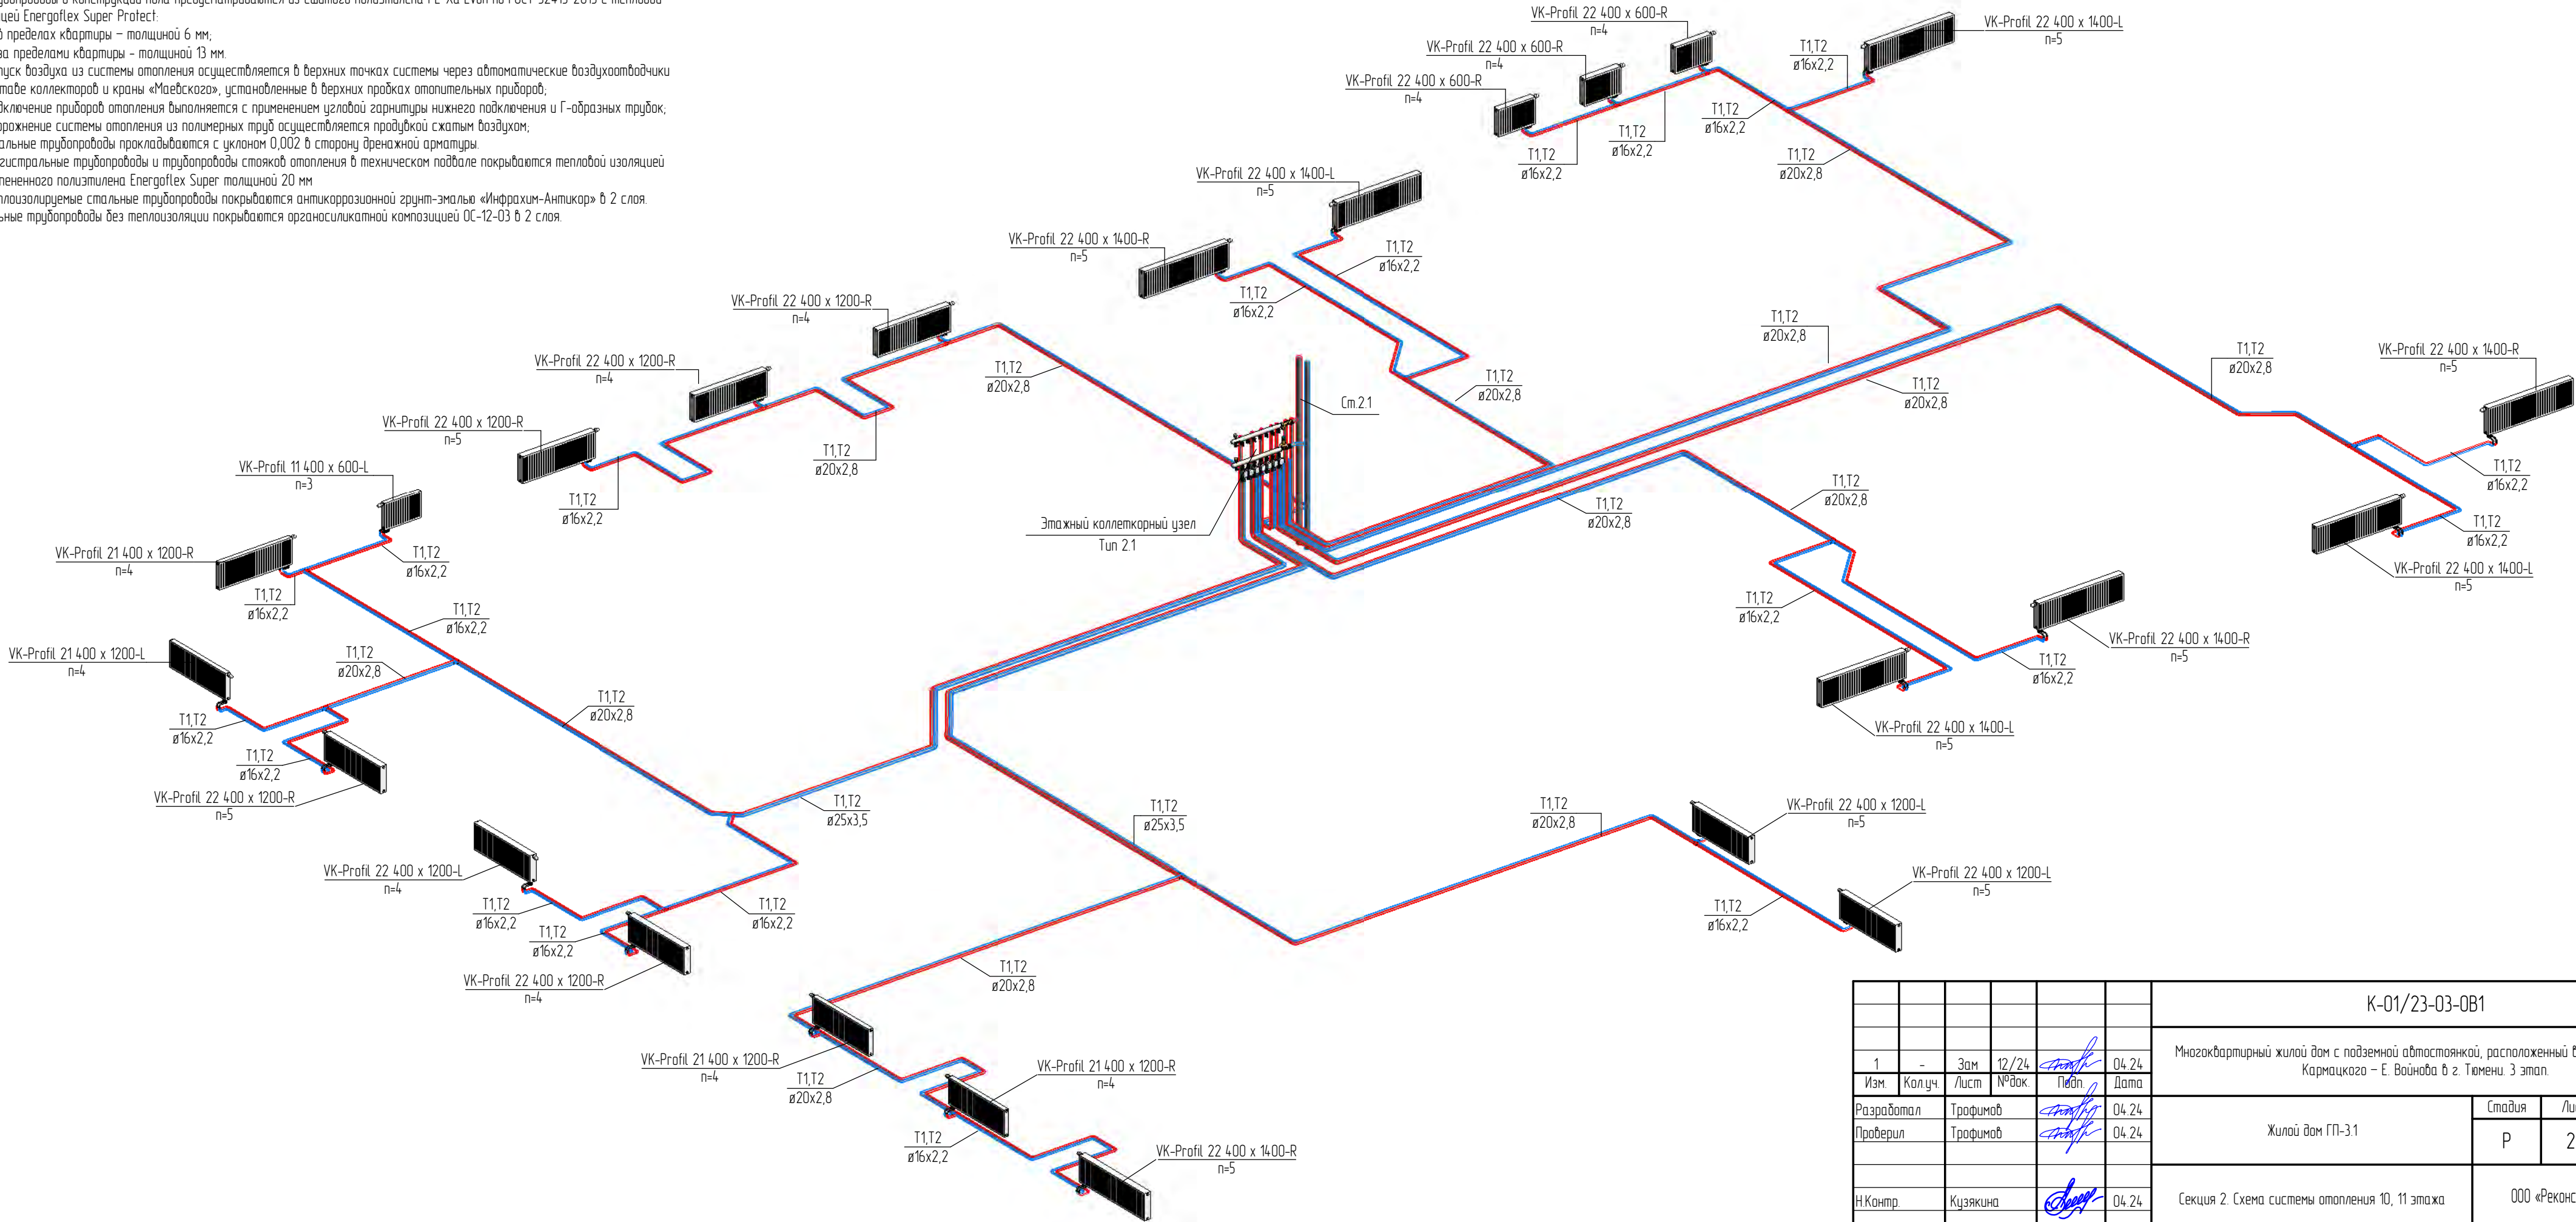 цией Energoflex Super Protect:
в пределах квартиры – толщиной 6 мм;
за пределами квартиры - толщиной 13 мм.
пуск воздуха из системы отопления осуществляется в верхних точках системы через автоматические воздухоотводчики
ставе коллекторов и краны «Маевского», установленные в верхних пробках отопительных приборов;
дключение приборов отопления выполняется с применением угловой гарнитуры нижнего подключения и Г-образных трубок;
орожнение системы отопления из полимерных труб осуществляется продувкой сжатым воздухом;
альные трубопроводы прокладываются с уклоном 0,002 в сторону дренажной арматуры.
гистральные трубопроводы и трубопроводы стояков отопления в техническом подвале покрываются тепловой изоляцией
пененного полиэтилена Energoflex Super толщиной 20 мм
плоизолируемые стальные трубопроводы покрываются антикоррозионной грунт-эмалью «Инфрахим-Антикор» в 2 слоя.
ьные трубопроводы без теплоизоляции покрываются органосиликатной композицией ОС-12-03 в 2 слоя.
VK-Profil 22 400 x 600-R
n=4
VK-Profil 22 400 x 600-R
n=4
VK-Profil 22 400 x 600-R
n=4
VK-Profil 22 400 x 1400-L
n=5
T1,T2
ø16x2,2
T1,T2
ø16x2,2
T1,T2
ø16x2,2
T1,T2
ø16x2,2
T1,T2
ø20x2,8
VK-Profil 22 400 x 1400-L
n=5
VK-Profil 22 400 x 1400-R
n=5
T1,T2
ø16x2,2
T1,T2
ø16x2,2
VK-Profil 22 400 x 1200-R
n=4
VK-Profil 22 400 x 1200-R
n=4
VK-Profil 22 400 x 1200-R
n=5
T1,T2
ø20x2,8
T1,T2
ø20x2,8
T1,T2
ø16x2,2
T1,T2
ø20x2,8
Ст.2.1
T1,T2
ø20x2,8
T1,T2
ø20x2,8
T1,T2
ø20x2,8
VK-Profil 22 400 x 1400-R
n=5
T1,T2
ø16x2,2
T1,T2
ø16x2,2
VK-Profil 22 400 x 1400-L
n=5
VK-Profil 11 400 x 600-L
n=3
VK-Profil 21 400 x 1200-R
n=4
T1,T2
ø16x2,2
T1,T2
ø16x2,2
T1,T2
ø16x2,2
Этажный коллекторный узел
Тип 2.1
T1,T2
ø20x2,8
T1,T2
ø20x2,8
T1,T2
ø16x2,2
T1,T2
ø16x2,2
VK-Profil 22 400 x 1400-R
n=5
VK-Profil 22 400 x 1400-L
n=5
VK-Profil 21 400 x 1200-L
n=4
T1,T2
ø20x2,8
T1,T2
ø20x2,8
T1,T2
ø16x2,2
T1,T2
ø16x2,2
VK-Profil 22 400 x 1200-R
n=5
T1,T2
ø25x3,5
T1,T2
ø25x3,5
T1,T2
ø20x2,8
VK-Profil 22 400 x 1200-L
n=5
VK-Profil 22 400 x 1200-L
n=5
T1,T2
ø16x2,2
VK-Profil 22 400 x 1200-L
n=4
T1,T2
ø16x2,2
T1,T2
ø16x2,2
T1,T2
ø16x2,2
VK-Profil 22 400 x 1200-R
n=4
T1,T2
ø20x2,8
VK-Profil 21 400 x 1200-R
n=4
T1,T2
ø20x2,8
VK-Profil 21 400 x 1200-R
n=4
T1,T2
ø16x2,2
VK-Profil 22 400 x 1400-R
n=5
К-01/23-03-ОВ1
Многоквартирный жилой дом с подземной автостоянкой, расположенный в
Кармацкого – Е. Войнова в г. Тюмени. 3 этап.
1 - Зам 12/24 04.24
Изм. Кол.уч. Лист №док. Подп. Дата
Разработал Трофимов 04.24
Проверил Трофимов 04.24
Жилой дом ГП-3.1
Стадия
Р 2
Н.Контр. Кузякина 04.24
Секция 2. Схема системы отопления 10, 11 этажа
ООО